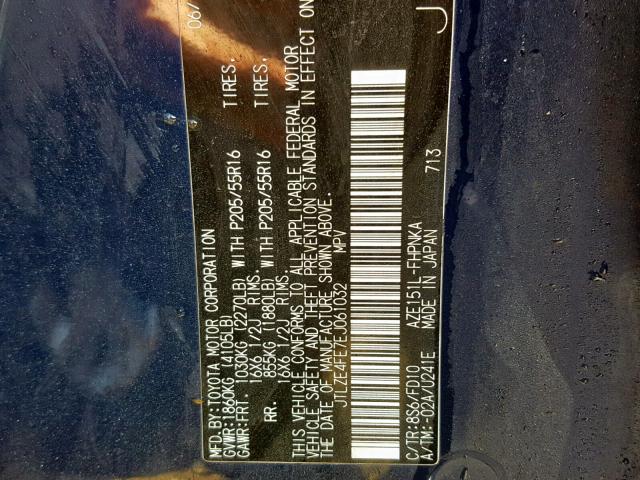 MFD.BY:TOYOTA MOTOR CORPORATION 06/
GVWR:1860KG (4105LB)
GAWR:FRT. 1030KG (2270LB) WITH P205/55R16 TIRES,
16X6 1/2J RIMS,
RR. 855KG (1880LB) WITH P205/55R16 TIRES,
16X6 1/2J RIMS.
THIS VEHICLE CONFORMS TO ALL APPLICABLE FEDERAL MOTOR
VEHICLE SAFETY AND THEFT PREVENTION STANDARDS IN EFFECT ON
THE DATE OF MANUFACTURE SHOWN ABOVE.
JTLZE4FE7EJ061032 MPV
C/TR:8S6/FD10 AZE151L-FHPNKA J
A/TM:-02A/U241E MADE IN JAPAN
713